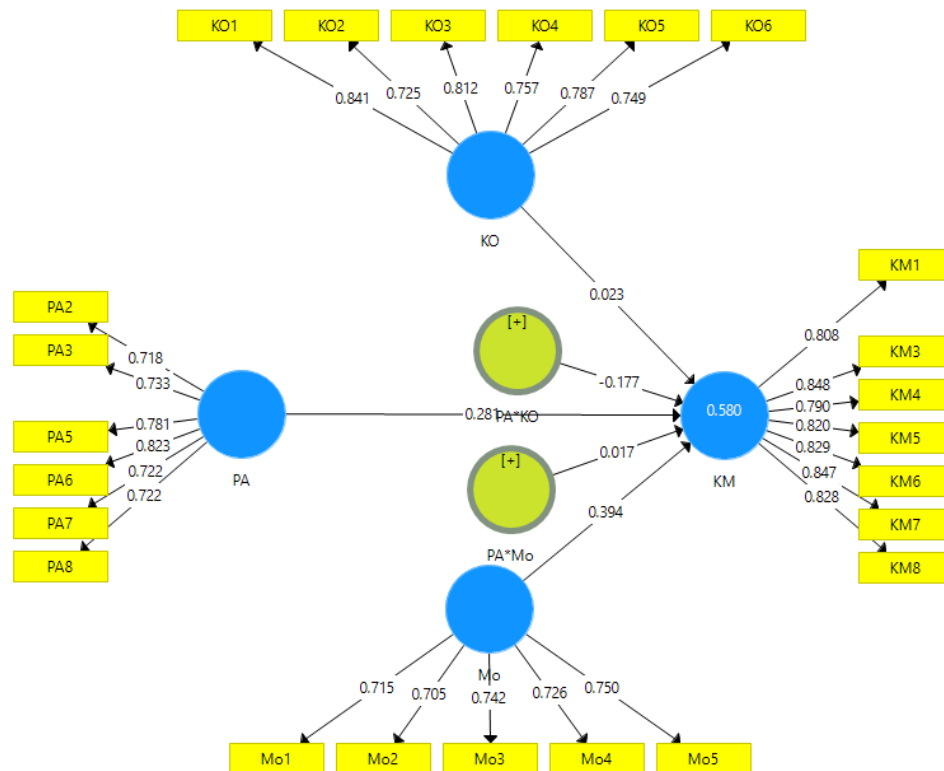 KO1 KO2 KO3 KO4 KO5 KO6
0.841 0.725 0.812 0.757 0.787 0.749
KO
PA2
PA3
PA5
PA6
PA7
PA8
0.718
0.733
0.781
0.823
0.722
0.722
PA
[+]
PA*KO
[+]
PA*Mo
0.023
-0.177
0.281
0.017
0.394
0.580
KM
0.808
0.848
0.790
0.820
0.829
0.847
0.828
KM1
KM3
KM4
KM5
KM6
KM7
KM8
Mo
0.715 0.705 0.742 0.726 0.750
Mo1 Mo2 Mo3 Mo4 Mo5